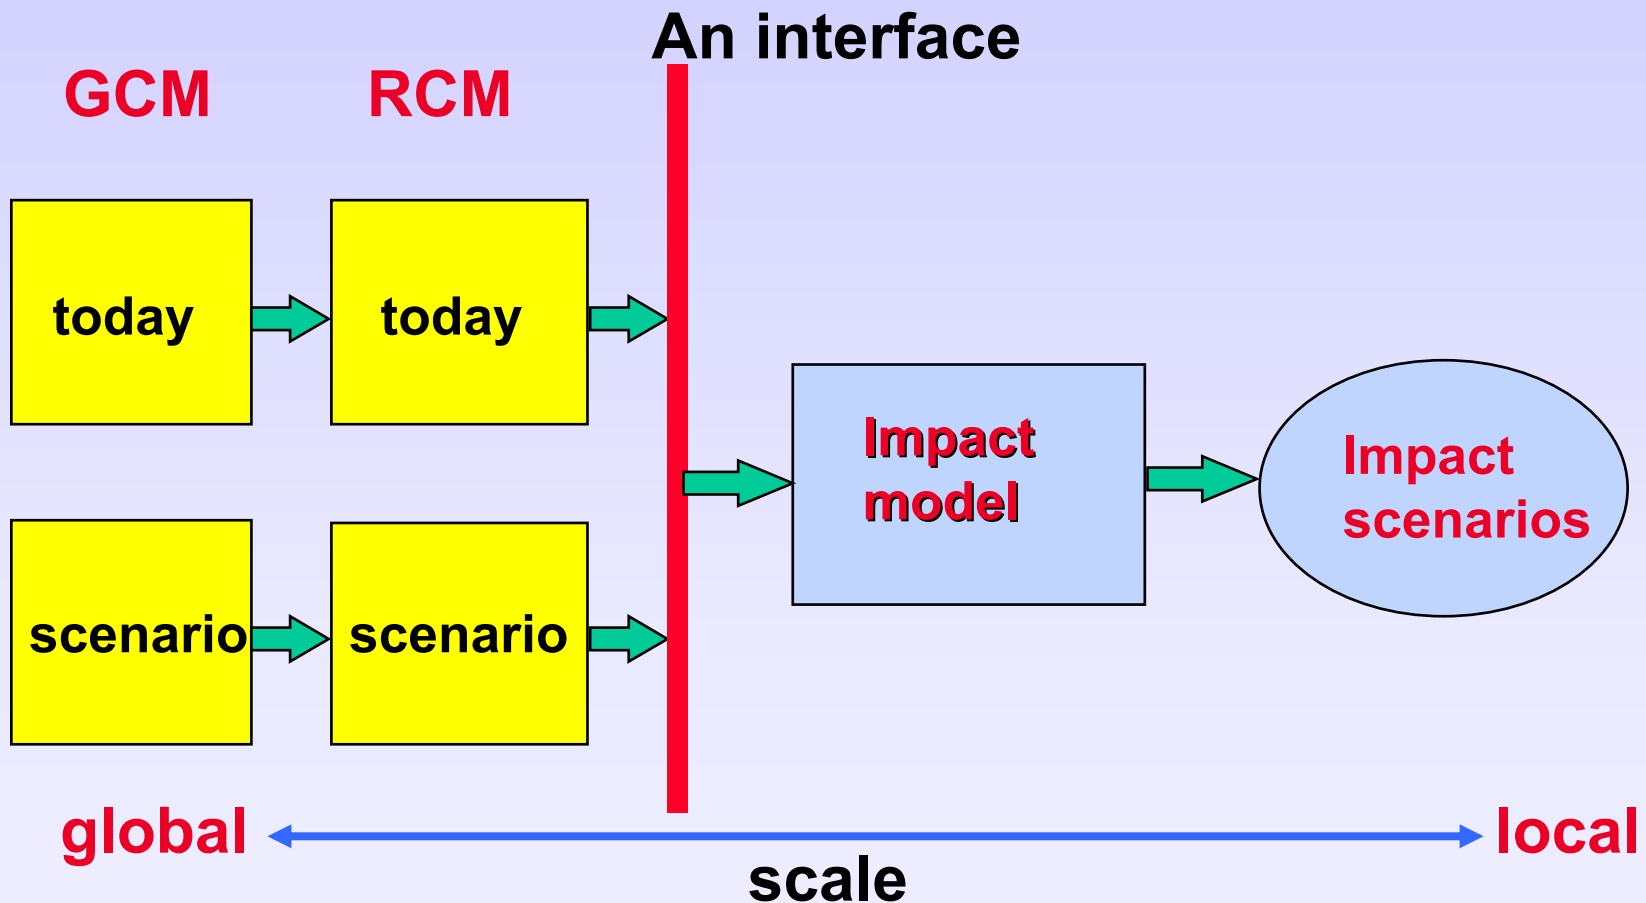 An interface
GCM
RCM
today
today
Impact
model
Impact
scenarios
scenario
scenario
global
local
scale